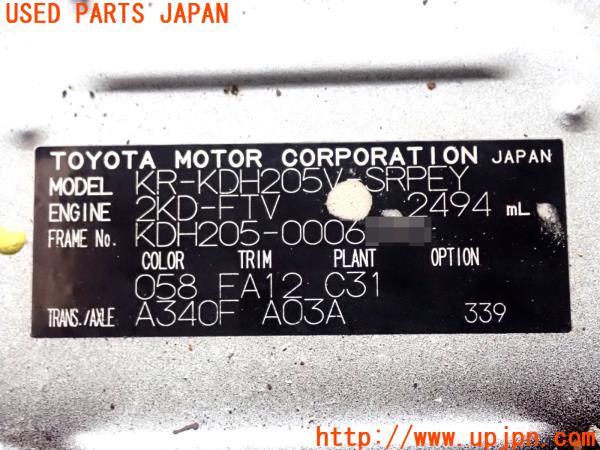 USED PARTS JAPAN
TOYOTA MOTOR CORPORATION JAPAN
MODEL KR-KDH205V-SRPEY
ENGINE 2KD-FTV 2494 mL
FRAME No. KDH205-0006
COLOR TRIM PLANT OPTION
058 FA12 C31
TRANS./AXLE A340F A03A 339
http://www.upjpn.com